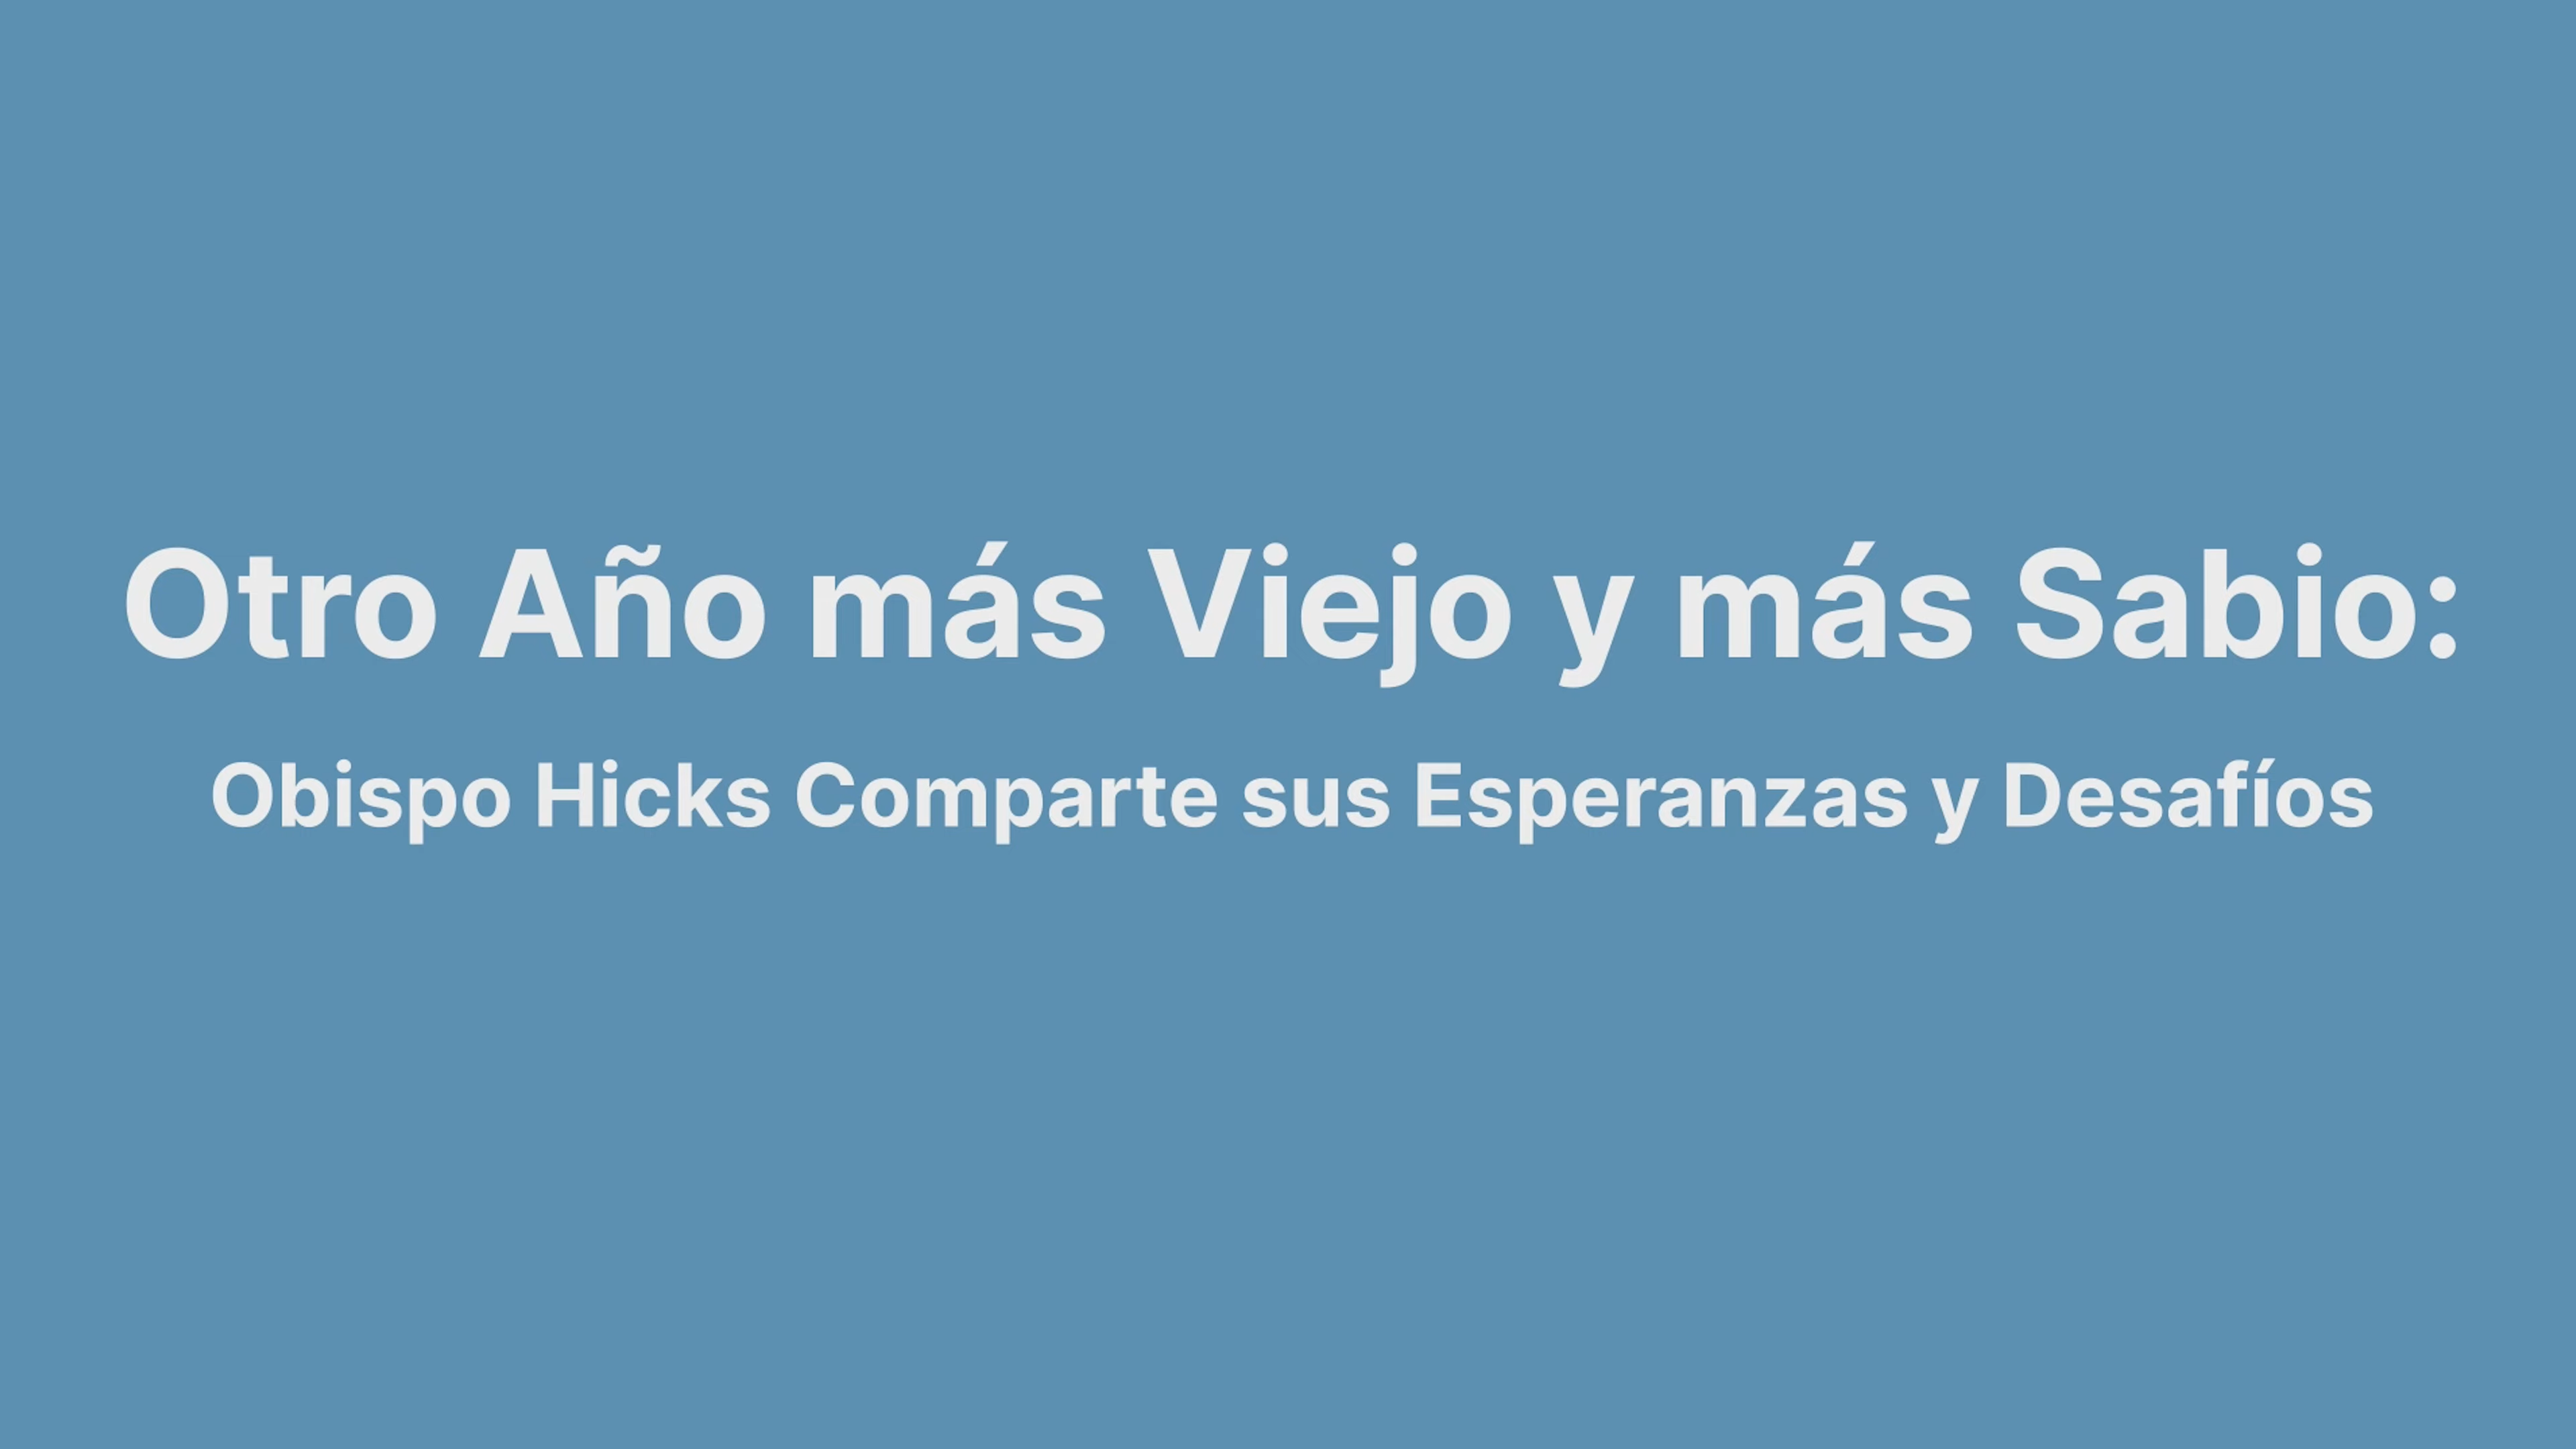 Otro Año más Viejo y más Sabio:
Obispo Hicks Comparte sus Esperanzas y Desafíos